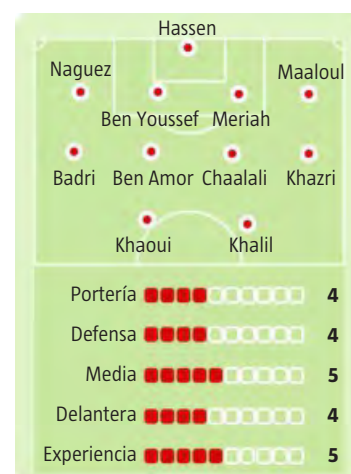 Hassen
Naguez Maaloul
Ben Youssef Meriah
Badri Ben Amor Chaalali Khazri
Khaoui Khalil
Portería 4
Defensa 4
Media 5
Delantera 4
Experiencia 5